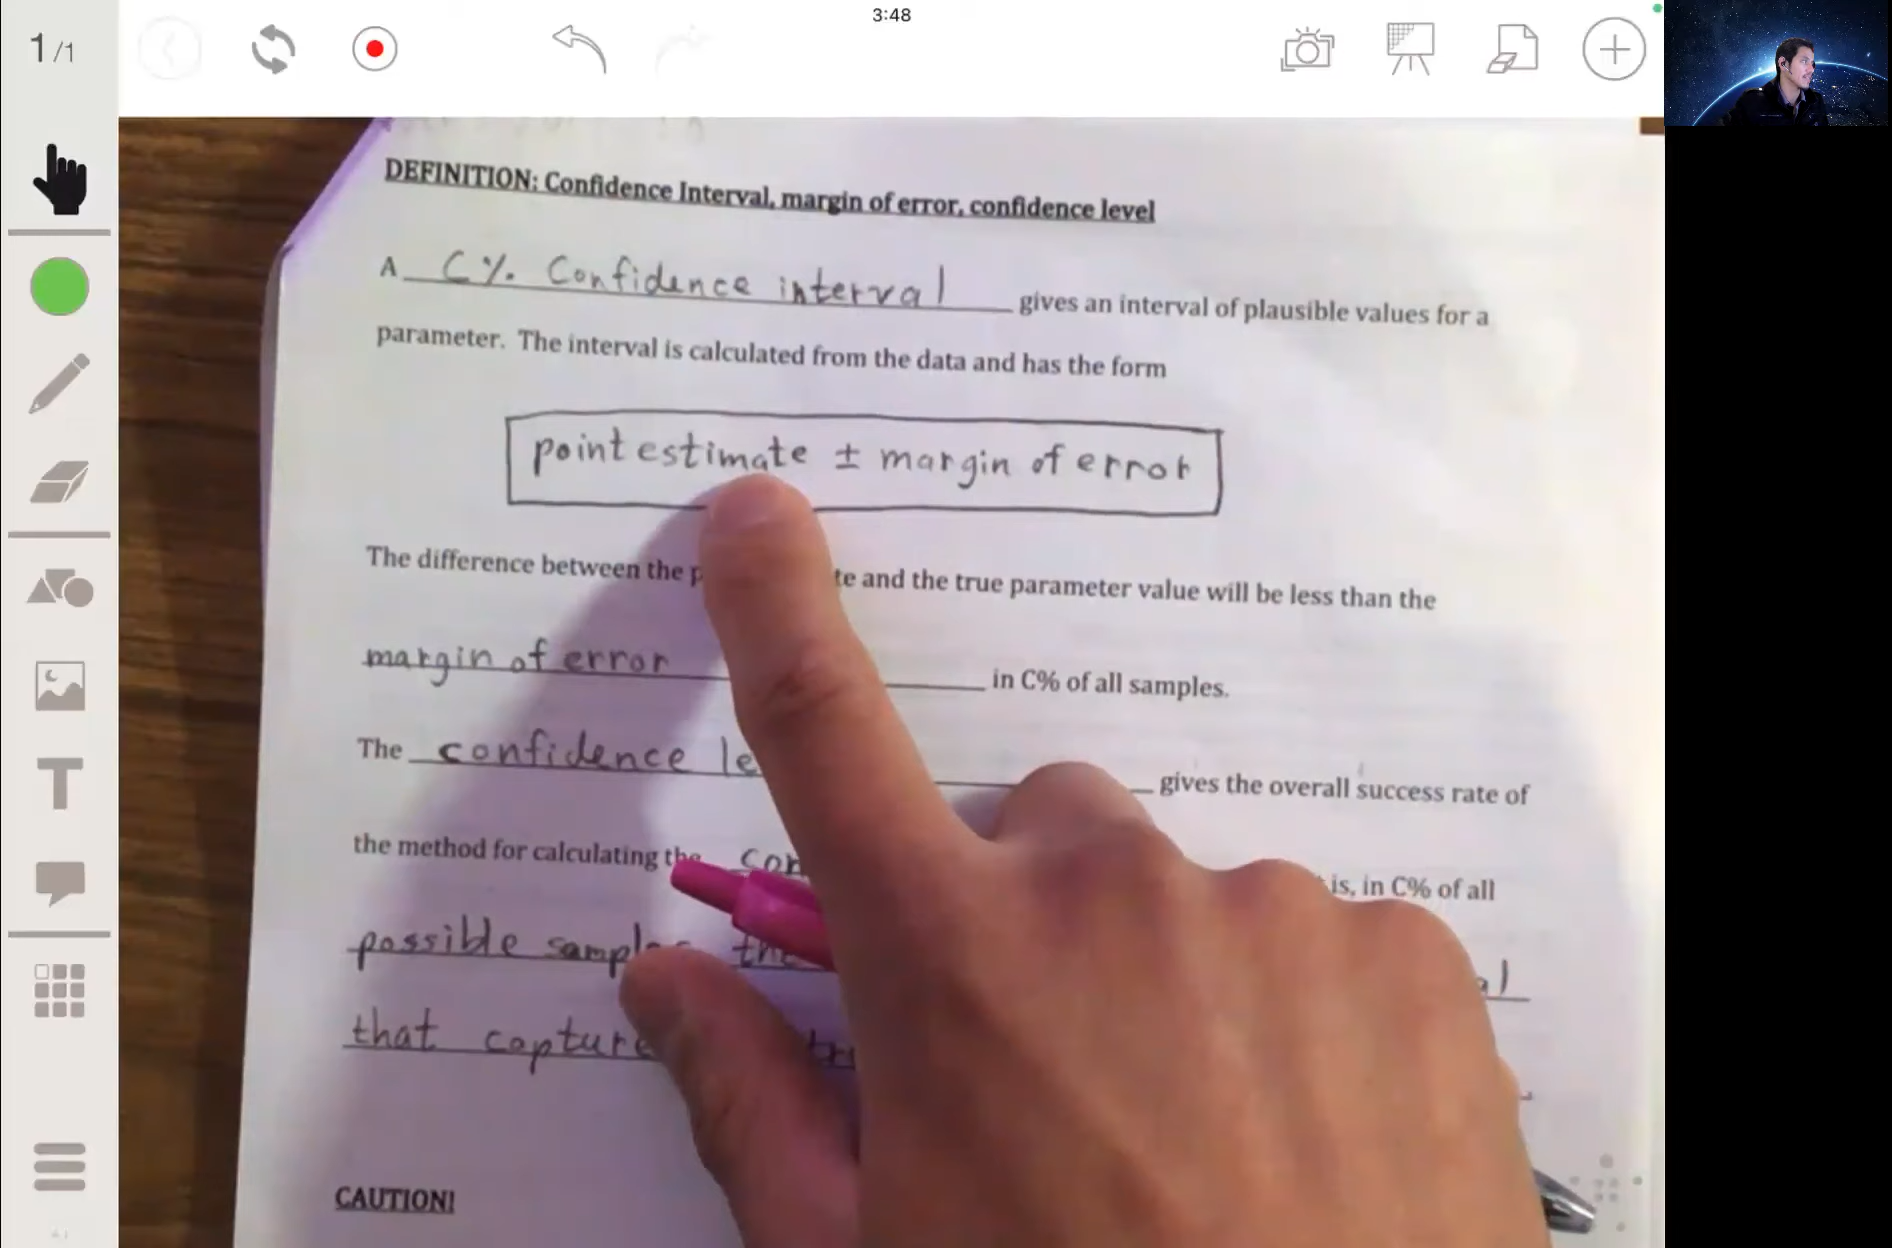 3:48
1/1
DEFINITION: Confidence Interval, margin of error, confidence level
A C% Confidence interval gives an interval of plausible values for a
parameter. The interval is calculated from the data and has the form
point estimate ± margin of error
The difference between the and the true parameter value will be less than the
margin of error in C% of all samples.
The confidence gives the overall success rate of
the method for calculating the is, in C% of all
possible
that
CAUTION!
T